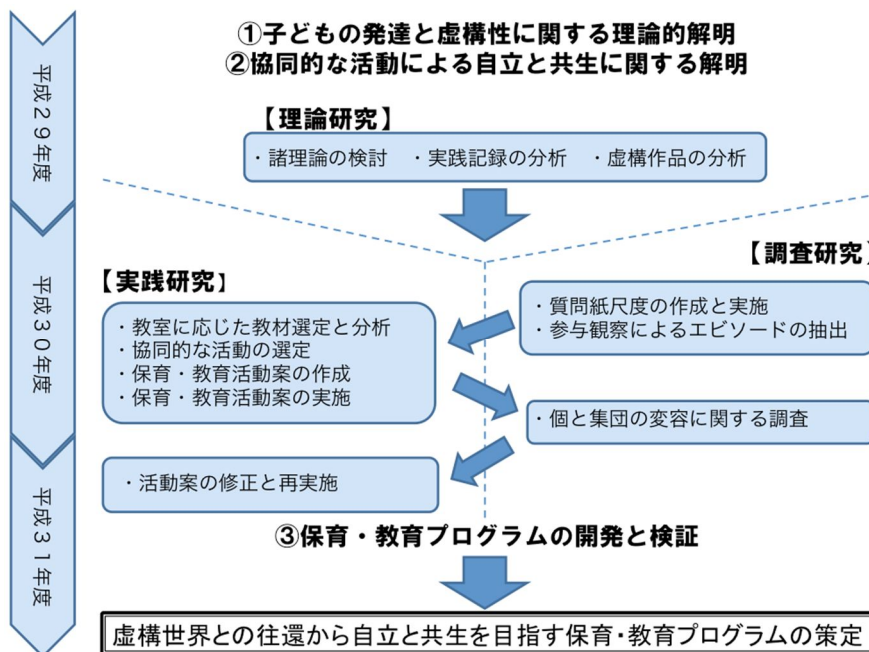 平成29年度
平成30年度
平成31年度
①子どもの発達と虚構性に関する理論的解明
②協同的な活動による自立と共生に関する解明
【理論研究】
・諸理論の検討 ・実践記録の分析 ・虚構作品の分析
【実践研究】
・教室に応じた教材選定と分析
・協同的な活動の選定
・保育・教育活動案の作成
・保育・教育活動案の実施
・活動案の修正と再実施
【調査研究】
・質問紙尺度の作成と実施
・参与観察によるエピソードの抽出
・個と集団の変容に関する調査
③保育・教育プログラムの開発と検証
虚構世界との往還から自立と共生を目指す保育・教育プログラムの策定